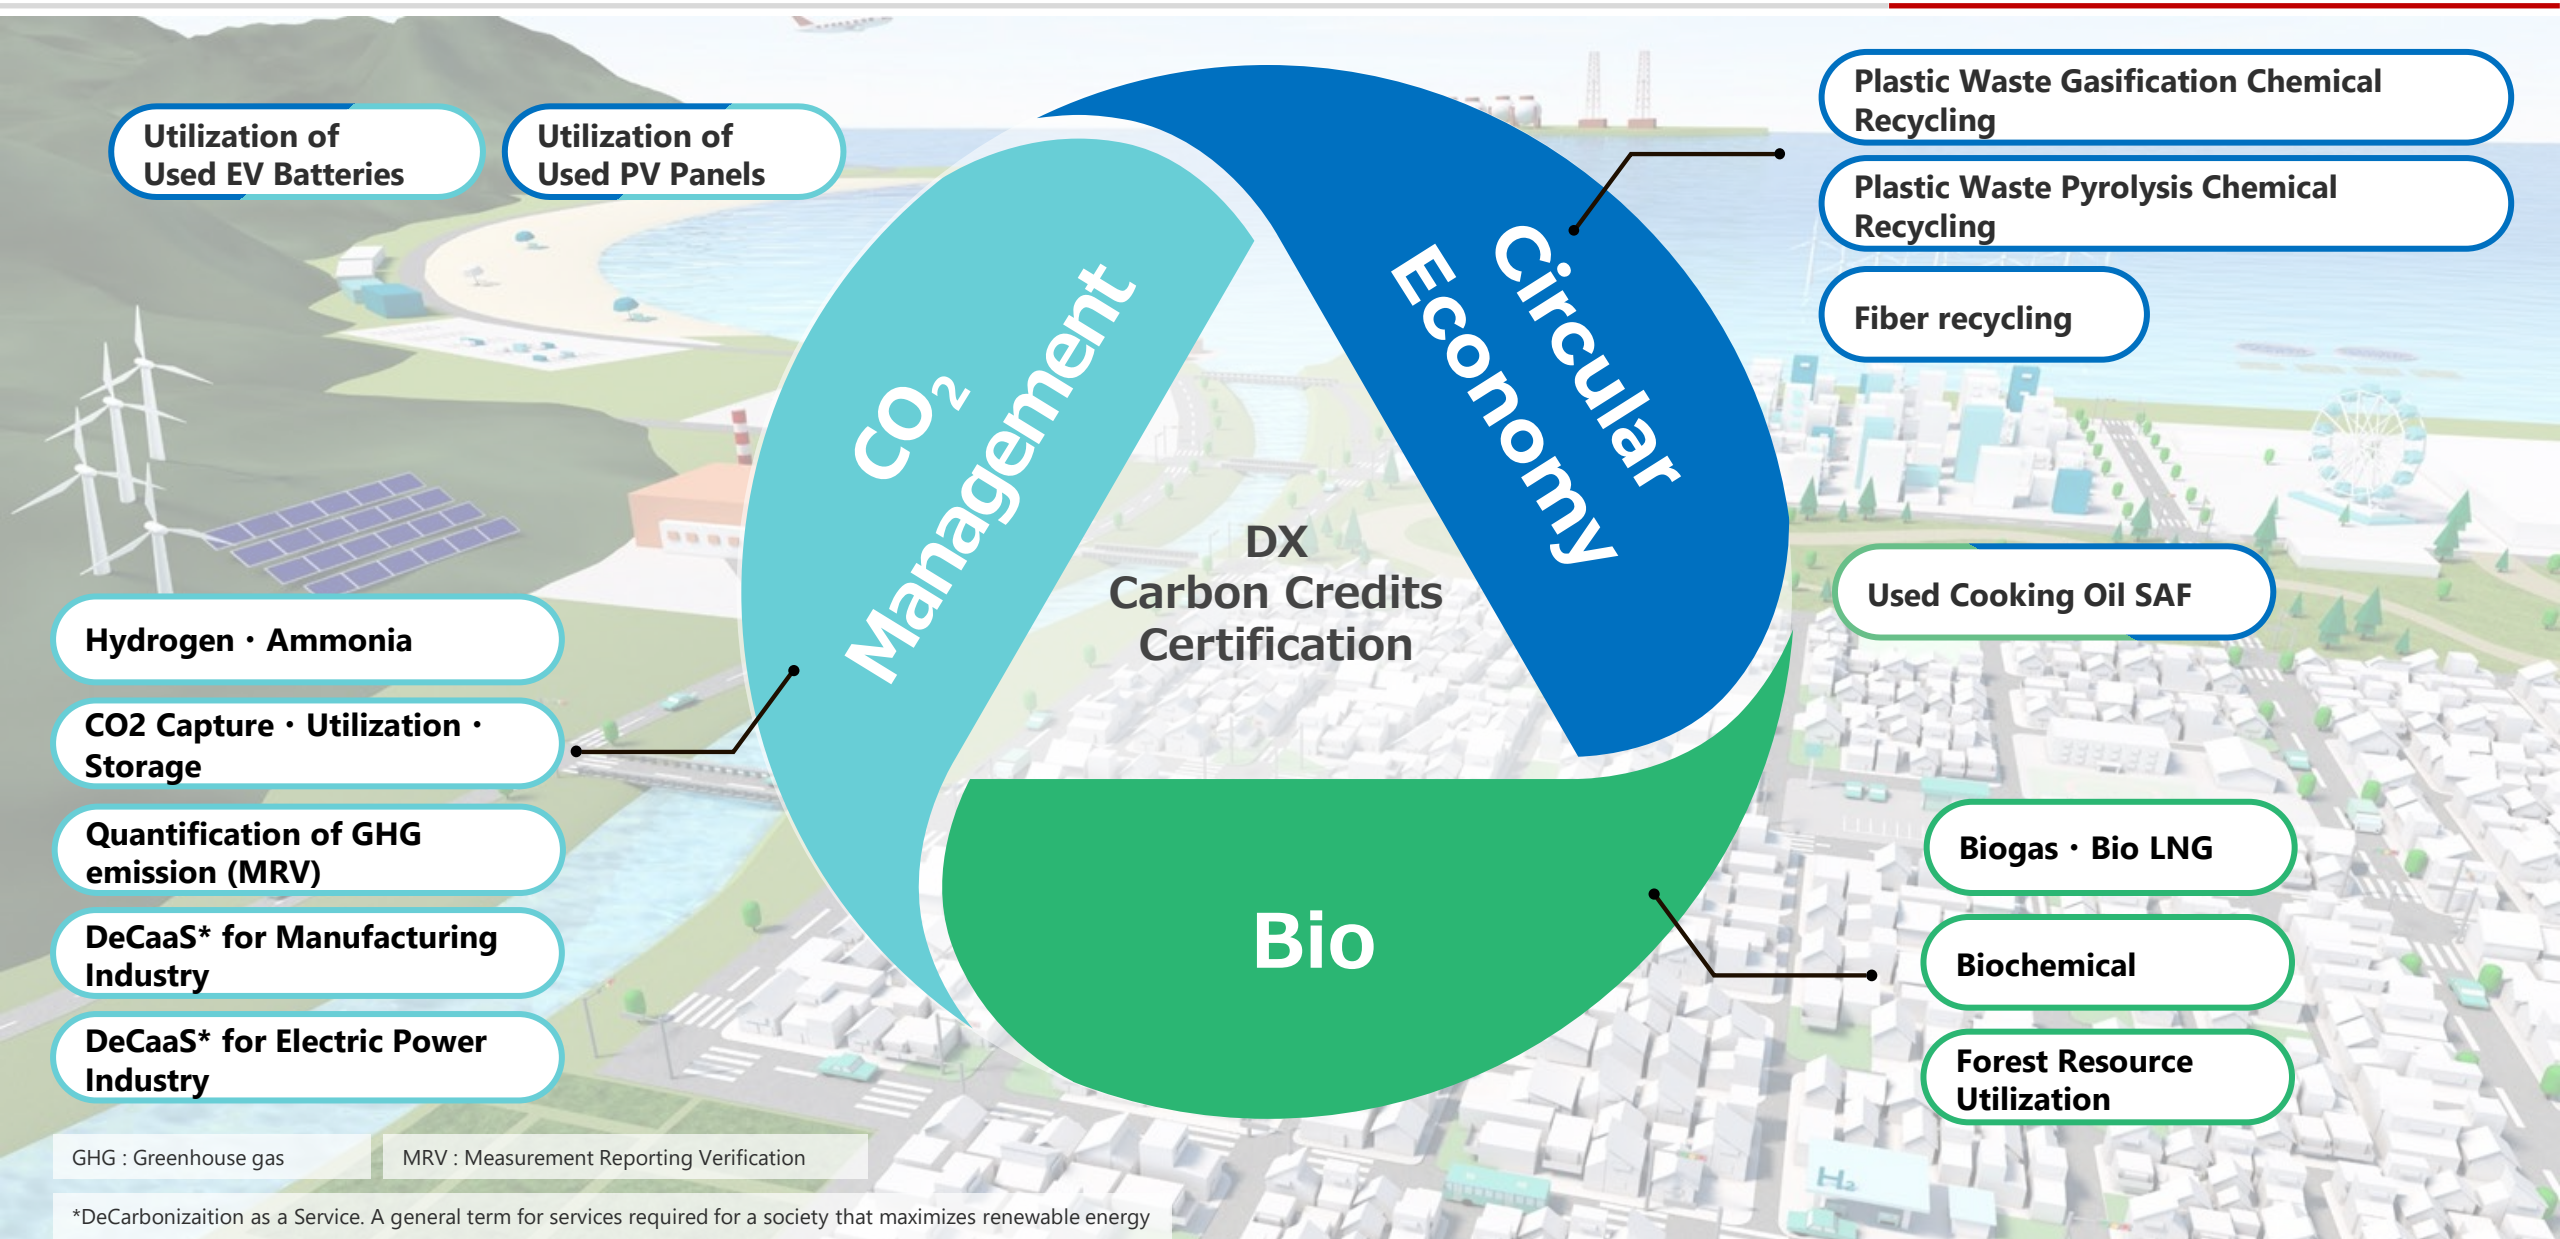 Utilization of
Used EV Batteries
Utilization of
Used PV Panels
Plastic Waste Gasification Chemical
Recycling
Plastic Waste Pyrolysis Chemical
Recycling
Fiber recycling
Circular
Economy
CO₂
Management
DX
Carbon Credits
Certification
Used Cooking Oil SAF
Hydrogen・Ammonia
CO2 Capture・Utilization・
Storage
Quantification of GHG
emission (MRV)
DeCaaS* for Manufacturing
Industry
DeCaaS* for Electric Power
Industry
Bio
Biogas・Bio LNG
Biochemical
Forest Resource
Utilization
H₂
GHG : Greenhouse gas
MRV : Measurement Reporting Verification
*DeCarbonizaition as a Service. A general term for services required for a society that maximizes renewable energy